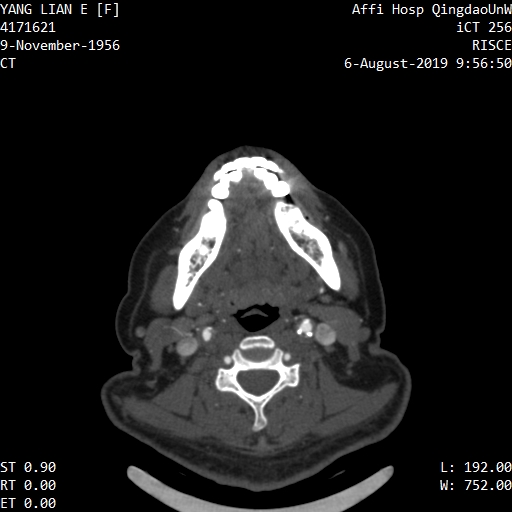 YANG LIAN E [F]
4171621
9-November-1956
CT
Affi Hosp QingdaoUnW
iCT 256
RISCE
6-August-2019 9:56:50
ST 0.90
RT 0.00
ET 0.00
L: 192.00
W: 752.00